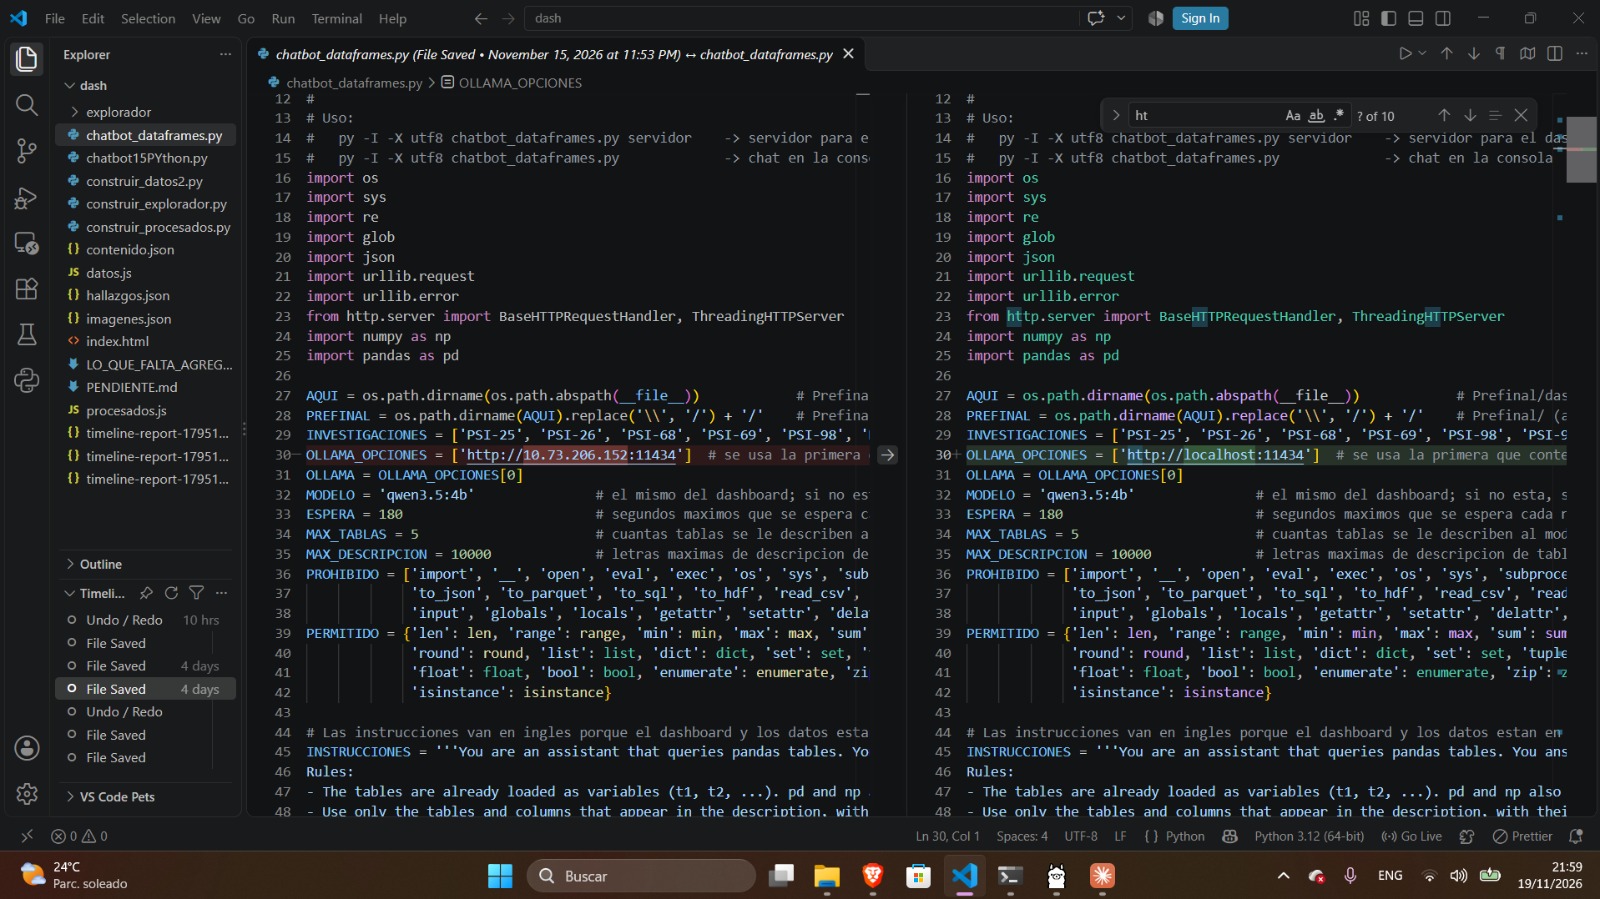 File Edit Selection View Go Run Terminal Help
dash
Sign In
Explorer
dash
explorador
chatbot_dataframes.py
chatbot15PYthon.py
construir_datos2.py
construir_explorador.py
construir_procesados.py
contenido.json
datos.js
hallazgos.json
imagenes.json
index.html
LO_QUE_FALTA_AGREG...
PENDIENTE.md
procesados.js
timeline-report-17951...
timeline-report-17951...
timeline-report-17951...
Outline
Timeli...
Undo / Redo 10 hrs
File Saved
File Saved 4 days
File Saved 4 days
Undo / Redo
File Saved
File Saved
VS Code Pets
chatbot_dataframes.py (File Saved • November 15, 2026 at 11:53 PM) ↔ chatbot_dataframes.py
chatbot_dataframes.py > OLLAMA_OPCIONES
12 #
13 # Uso:
14 #   py -I -X utf8 chatbot_dataframes.py servidor    -> servidor para e
15 #   py -I -X utf8 chatbot_dataframes.py             -> chat en la cons
16 import os
17 import sys
18 import re
19 import glob
20 import json
21 import urllib.request
22 import urllib.error
23 from http.server import BaseHTTPRequestHandler, ThreadingHTTPServer
24 import numpy as np
25 import pandas as pd
26
27 AQUI = os.path.dirname(os.path.abspath(__file__))            # Prefina
28 PREFINAL = os.path.dirname(AQUI).replace('\\', '/') + '/'    # Prefina
29 INVESTIGACIONES = ['PSI-25', 'PSI-26', 'PSI-68', 'PSI-69', 'PSI-98', '
30 OLLAMA_OPCIONES = ['http://10.73.206.152:11434']  # se usa la primera
31 OLLAMA = OLLAMA_OPCIONES[0]
32 MODELO = 'qwen3.5:4b'                # el mismo del dashboard; si no es
33 ESPERA = 180                         # segundos maximos que se espera c
34 MAX_TABLAS = 5                       # cuantas tablas se le describen a
35 MAX_DESCRIPCION = 10000              # letras maximas de descripcion de
36 PROHIBIDO = ['import', '__', 'open', 'eval', 'exec', 'os', 'sys', 'sub
37 'to_json', 'to_parquet', 'to_sql', 'to_hdf', 'read_csv',
38 'input', 'globals', 'locals', 'getattr', 'setattr', 'dela
39 PERMITIDO = {'len': len, 'range': range, 'min': min, 'max': max, 'sum'
40 'round': round, 'list': list, 'dict': dict, 'set': set,
41 'float': float, 'bool': bool, 'enumerate': enumerate, 'zi
42 'isinstance': isinstance}
43
44 # Las instrucciones van en ingles porque el dashboard y los datos esta
45 INSTRUCCIONES = '''You are an assistant that queries pandas tables. Yo
46 Rules:
47 - The tables are already loaded as variables (t1, t2, ...). pd and np
48 - Use only the tables and columns that appear in the description, with
ht
Aa ab .* ? of 10
12 #
13 # Uso:
14 #   py -I -X utf8 chatbot_dataframes.py servidor    -> servidor para el das
15 #   py -I -X utf8 chatbot_dataframes.py             -> chat en la consola
16 import os
17 import sys
18 import re
19 import glob
20 import json
21 import urllib.request
22 import urllib.error
23 from http.server import BaseHTTPRequestHandler, ThreadingHTTPServer
24 import numpy as np
25 import pandas as pd
26
27 AQUI = os.path.dirname(os.path.abspath(__file__))            # Prefinal/das
28 PREFINAL = os.path.dirname(AQUI).replace('\\', '/') + '/'    # Prefinal/ (a
29 INVESTIGACIONES = ['PSI-25', 'PSI-26', 'PSI-68', 'PSI-69', 'PSI-98', 'PSI-9
30 OLLAMA_OPCIONES = ['http://localhost:11434']  # se usa la primera que conte
31 OLLAMA = OLLAMA_OPCIONES[0]
32 MODELO = 'qwen3.5:4b'                # el mismo del dashboard; si no esta, s
33 ESPERA = 180                         # segundos maximos que se espera cada r
34 MAX_TABLAS = 5                       # cuantas tablas se le describen al mod
35 MAX_DESCRIPCION = 10000              # letras maximas de descripcion de tabl
36 PROHIBIDO = ['import', '__', 'open', 'eval', 'exec', 'os', 'sys', 'subproce
37 'to_json', 'to_parquet', 'to_sql', 'to_hdf', 'read_csv', 'read
38 'input', 'globals', 'locals', 'getattr', 'setattr', 'delattr',
39 PERMITIDO = {'len': len, 'range': range, 'min': min, 'max': max, 'sum': sum
40 'round': round, 'list': list, 'dict': dict, 'set': set, 'tuple
41 'float': float, 'bool': bool, 'enumerate': enumerate, 'zip': z
42 'isinstance': isinstance}
43
44 # Las instrucciones van en ingles porque el dashboard y los datos estan en
45 INSTRUCCIONES = '''You are an assistant that queries pandas tables. You ans
46 Rules:
47 - The tables are already loaded as variables (t1, t2, ...). pd and np also
48 - Use only the tables and columns that appear in the description, with thei
0 0
Ln 30, Col 1 Spaces: 4 UTF-8 LF { } Python Python 3.12 (64-bit) Go Live Prettier
24°C
Parc. soleado
Buscar
ENG
21:59
19/11/2026